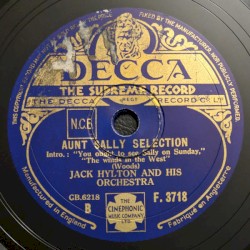 DECCA
THE SUPREME RECORD
THE DECCA RECORD Co LTD
N.C.B
AUNT SALLY SELECTION
Intro.: "You ought to see Sally on Sunday,"
"The winds in the West"
(Woods)
JACK HYLTON AND HIS
ORCHESTRA
GB.6218
B
F. 3718
THE
CINEPHONIC
MUSIC COMPANY
LTD.
Manufactured in England
Fabriqué en Angleterre